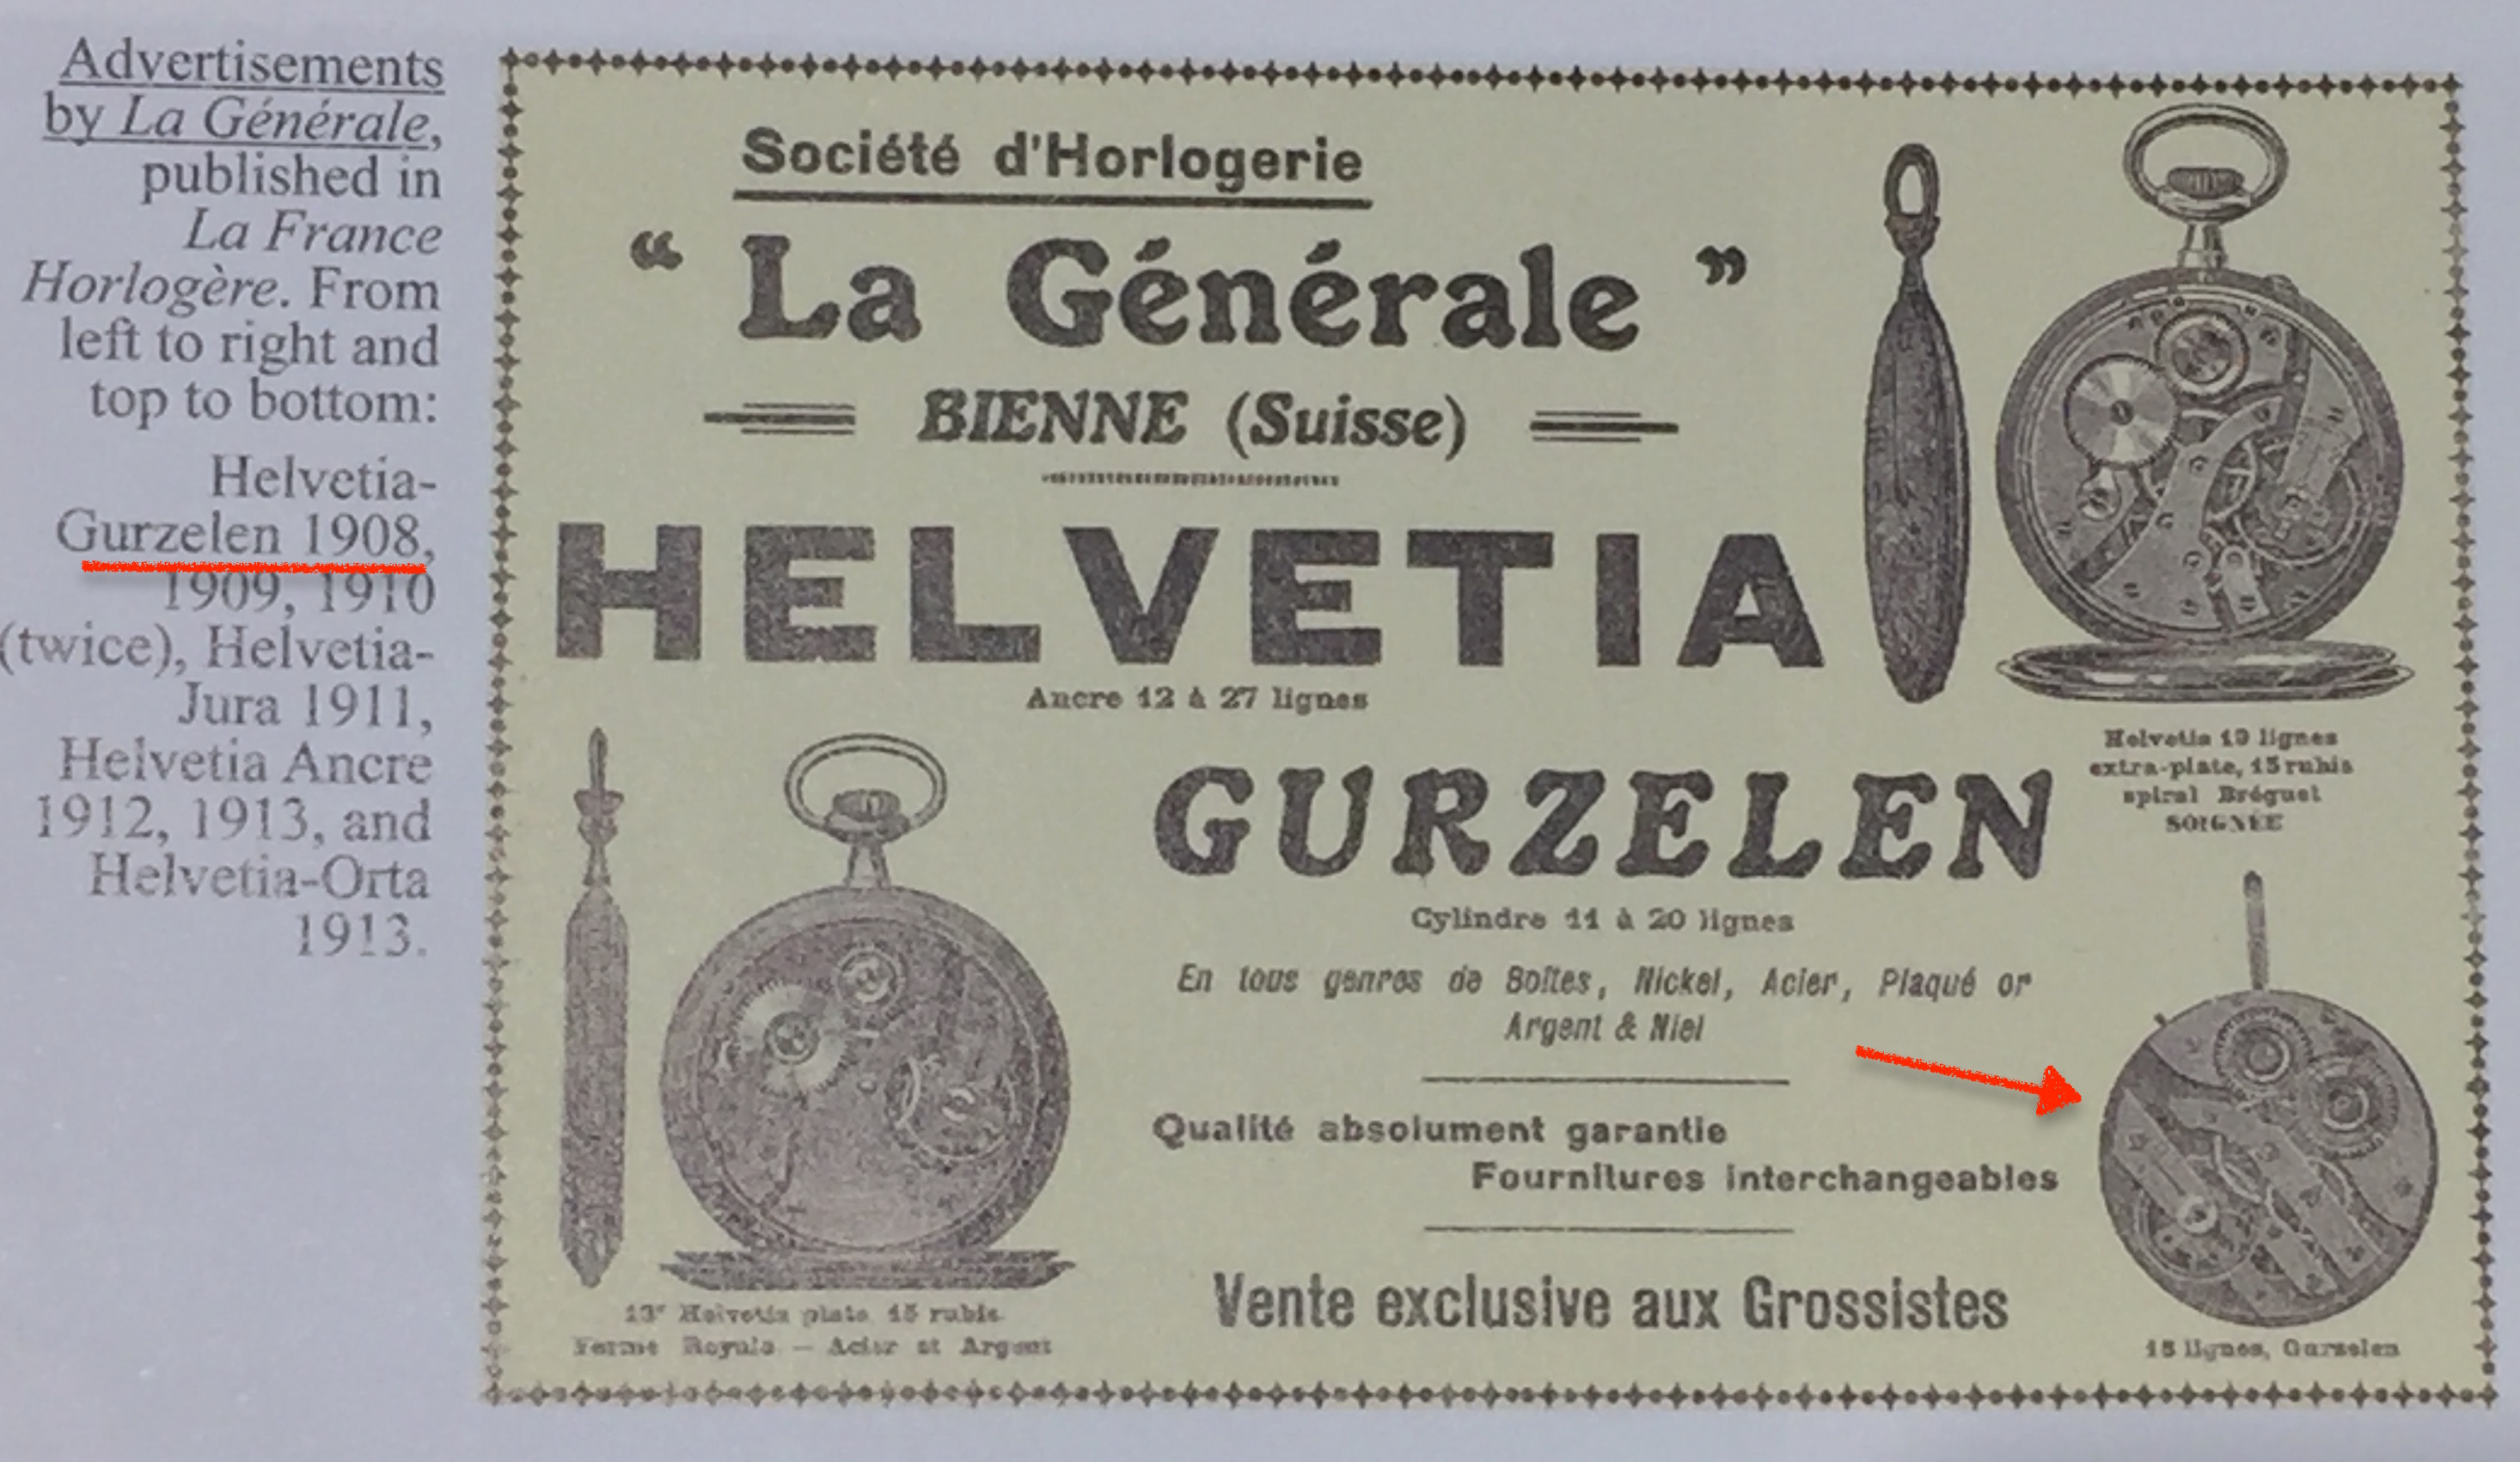 Advertisements
by La Générale,
published in
La France
Horlogère. From
left to right and
top to bottom:
Helvetia-
Gurzelen 1908,
1909, 1910
(twice), Helvetia-
Jura 1911,
Helvetia Ancre
1912, 1913, and
Helvetia-Orta
1913.
Société d'Horlogerie
“ La Générale ”
BIENNE (Suisse)
HELVETIA
Ancre 12 à 27 lignes
Helvetia 19 lignes
extra-plate, 15 rubis
spiral Bréguet
SOIGNÉE
GURZELEN
Cylindre 11 à 20 lignes
En tous genres de Boîtes, Nickel, Acier, Plaqué or
Argent & Niel
Qualité absolument garantie
Fournitures interchangeables
Vente exclusive aux Grossistes
Helvetia plate 15 rubis
Royale — Acier et Argent
lignes, Gurzelen